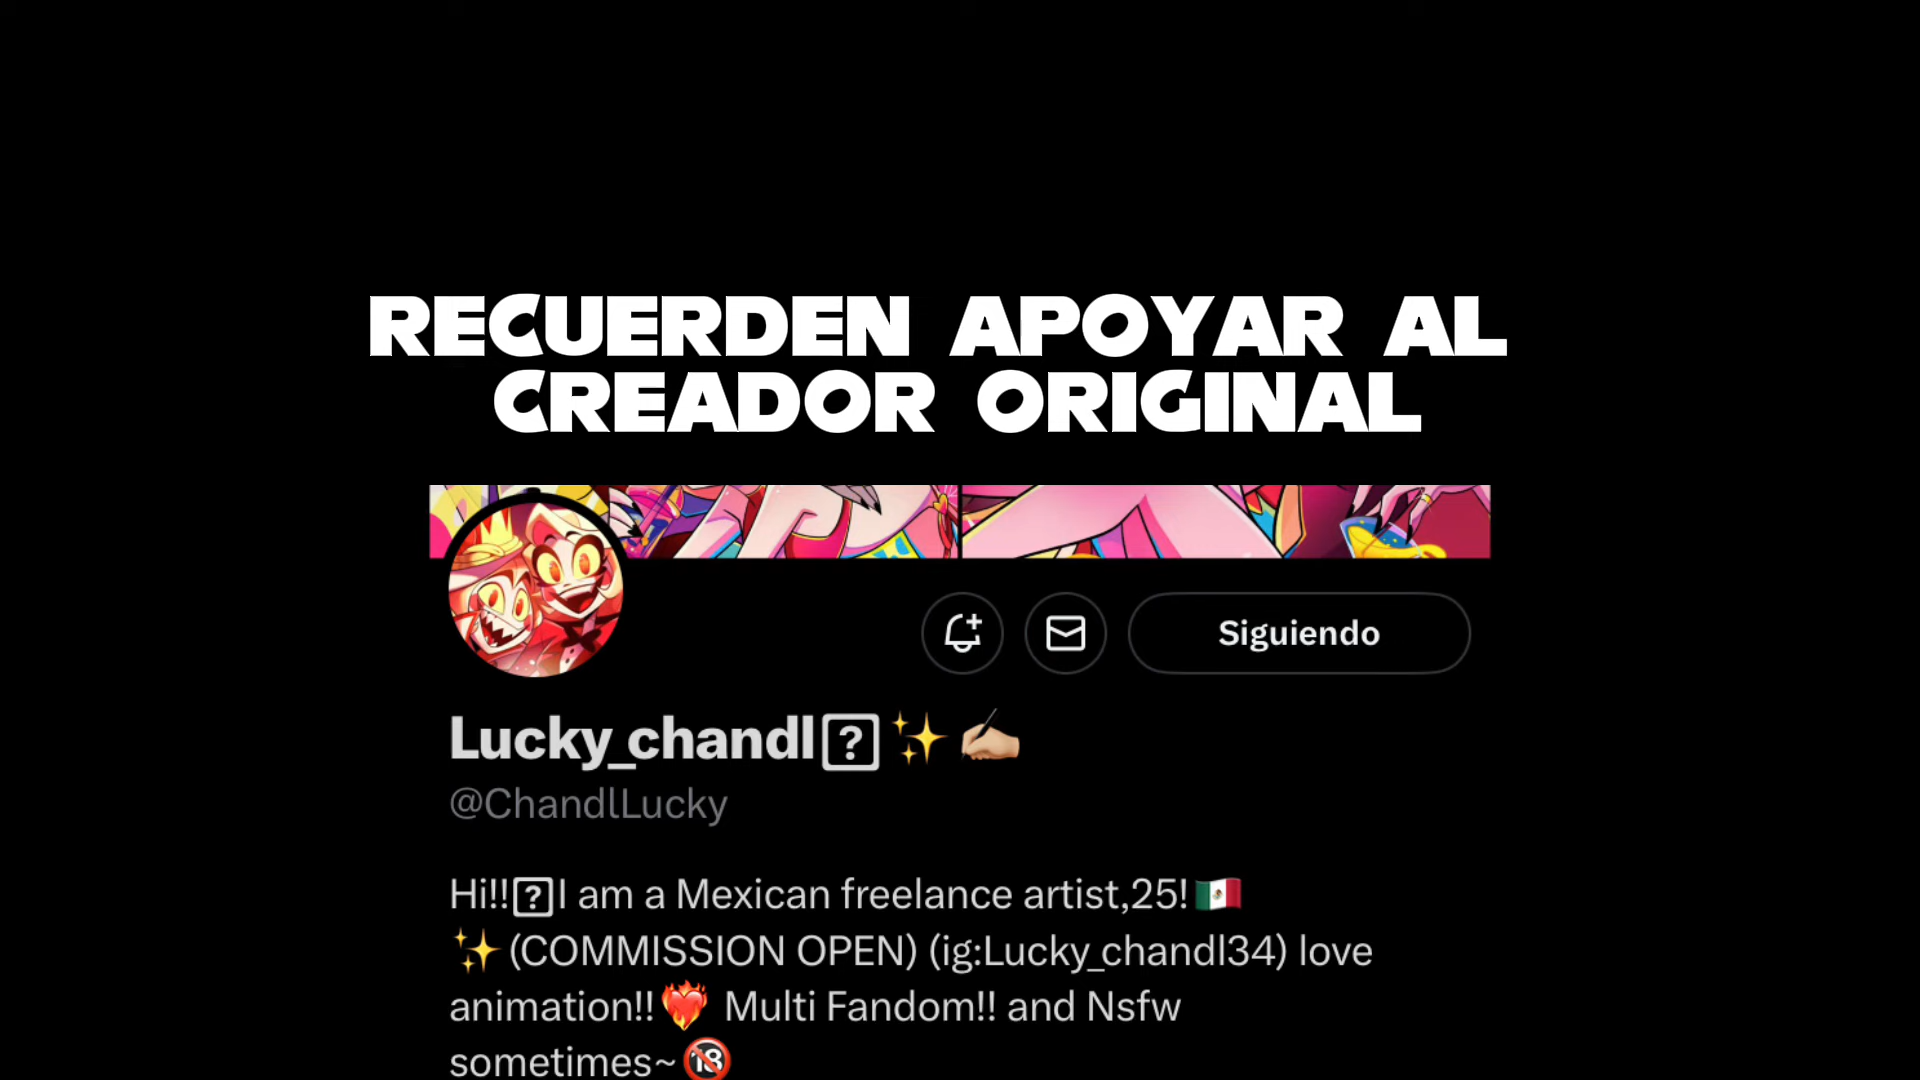 RECUERDEN APOYAR AL
CREADOR ORIGINAL
Siguiendo
Lucky_chandl
@ChandlLucky
Hi!! I am a Mexican freelance artist,25!🇲🇽
✨(COMMISSION OPEN) (ig:Lucky_chandl34) love
animation!!❤️‍🔥 Multi Fandom!! and Nsfw
sometimes~🔞